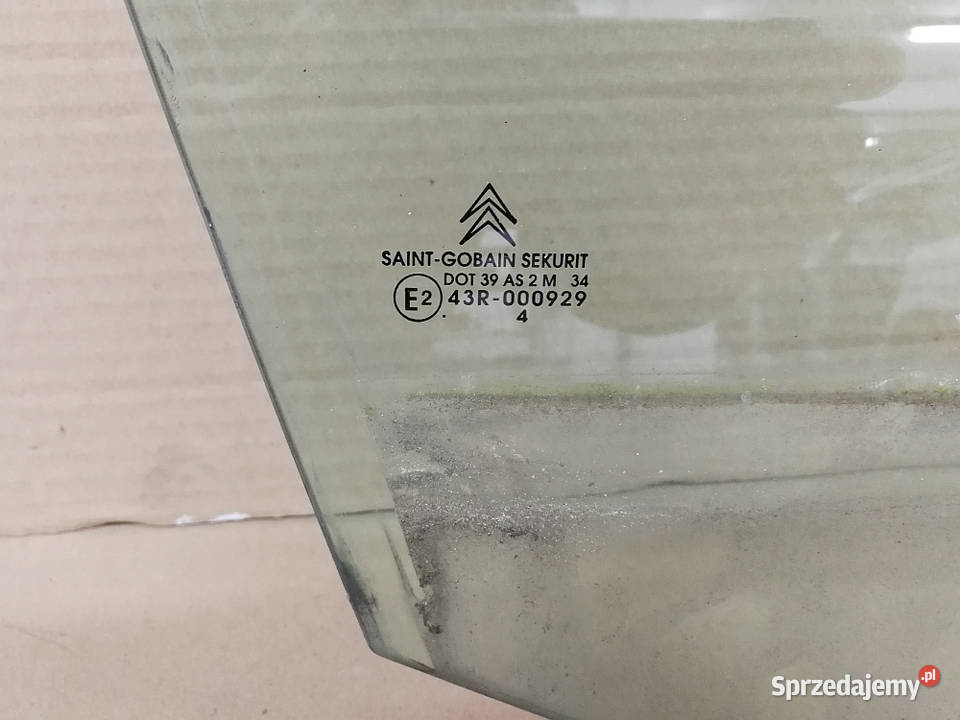 SAINT-GOBAIN SEKURIT
DOT 39 AS 2 M 34
E2 43R-000929
4
Sprzedajemy.pl